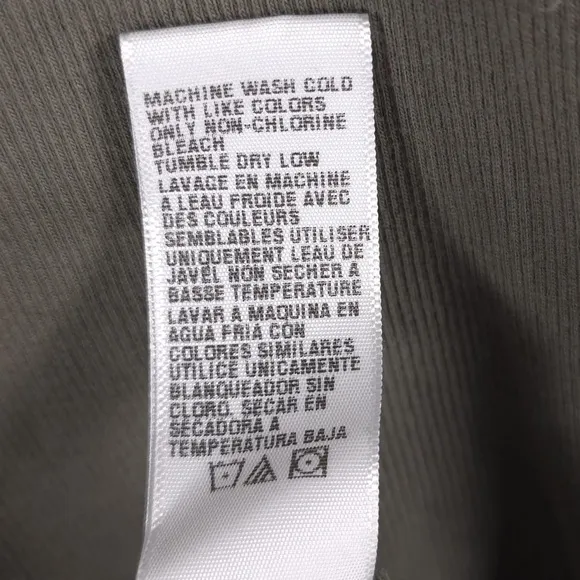 MACHINE WASH COLD
WITH LIKE COLORS
ONLY NON-CHLORINE
BLEACH
TUMBLE DRY LOW
LAVAGE EN MACHINE
A LEAU FROIDE AVEC
DES COULEURS
SEMBLABLES UTILISER
UNIQUEMENT LEAU DE
JAVEL NON SECHER A
BASSE TEMPERATURE
LAVAR A MAQUINA EN
AGUA FRIA CON
COLORES SIMILARES
UTILICE UNICAMENTE
BLANQUEADOR SIN
CLORO. SECAR EN
SECADORA A
TEMPERATURA BAJA